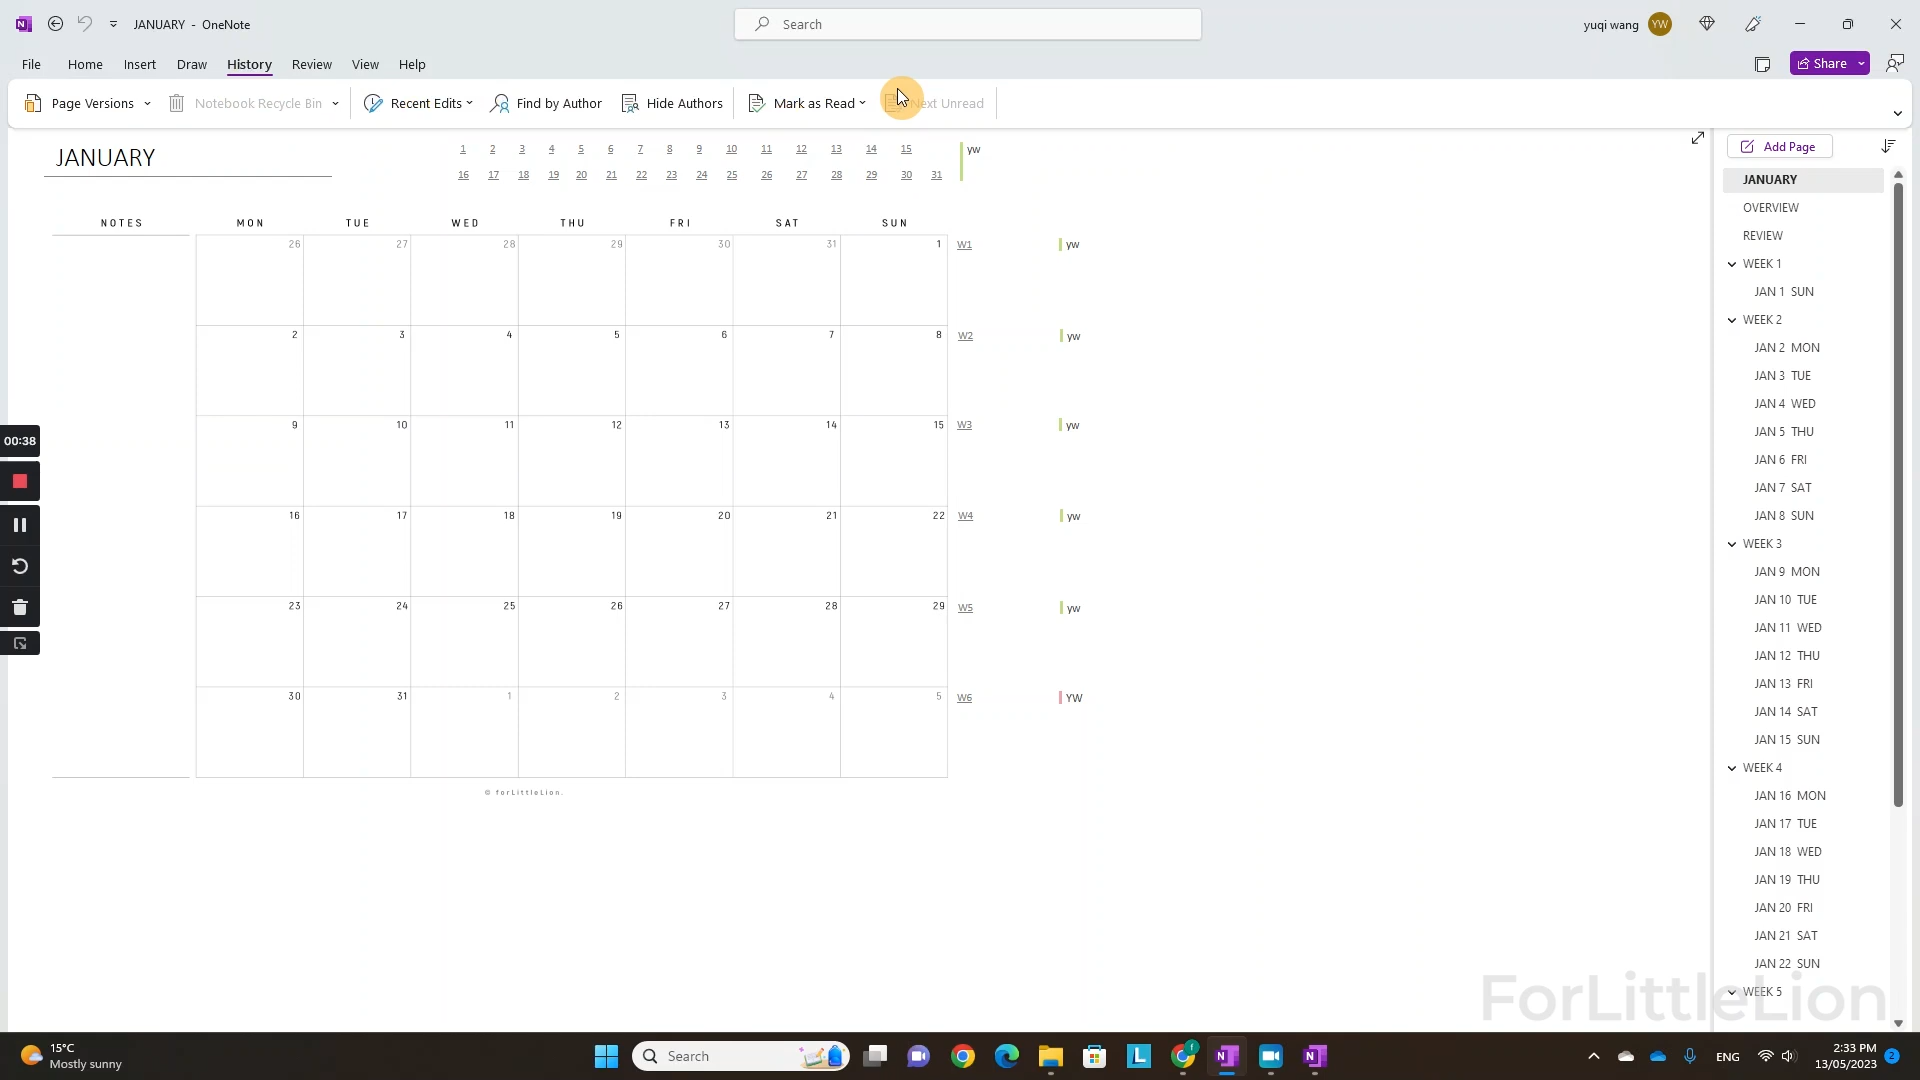 JANUARY - OneNote
Search
yuqi wang YW
File Home Insert Draw History Review View Help
Share
Page Versions Notebook Recycle Bin Recent Edits Find by Author Hide Authors Mark as Read Next Unread
JANUARY
1 2 3 4 5 6 7 8 9 10 11 12 13 14 15 yw
16 17 18 19 20 21 22 23 24 25 26 27 28 29 30 31
NOTES MON TUE WED THU FRI SAT SUN
26 27 28 29 30 31 1 W1 yw
2 3 4 5 6 7 8 W2 yw
9 10 11 12 13 14 15 W3 yw
16 17 18 19 20 21 22 W4 yw
23 24 25 26 27 28 29 W5 yw
30 31 1 2 3 4 5 W6 YW
© forLittleLion.
00:38
Add Page
JANUARY
OVERVIEW
REVIEW
WEEK 1
JAN 1 SUN
WEEK 2
JAN 2 MON
JAN 3 TUE
JAN 4 WED
JAN 5 THU
JAN 6 FRI
JAN 7 SAT
JAN 8 SUN
WEEK 3
JAN 9 MON
JAN 10 TUE
JAN 11 WED
JAN 12 THU
JAN 13 FRI
JAN 14 SAT
JAN 15 SUN
WEEK 4
JAN 16 MON
JAN 17 TUE
JAN 18 WED
JAN 19 THU
JAN 20 FRI
JAN 21 SAT
JAN 22 SUN
WEEK 5
ForLittleLion
15°C
Mostly sunny
Search
ENG
2:33 PM
13/05/2023
2